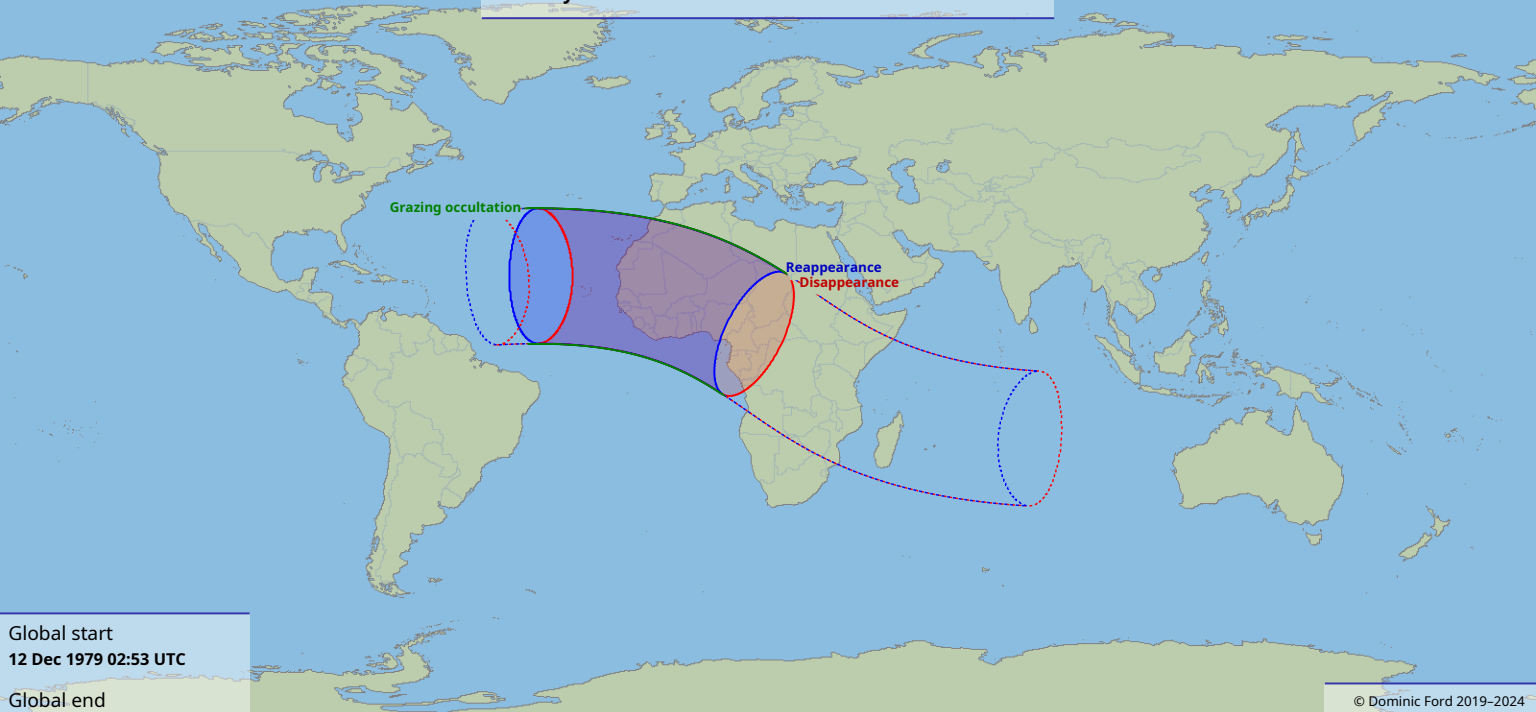 Grazing occultation
Reappearance
Disappearance
Global start
12 Dec 1979 02:53 UTC
Global end
© Dominic Ford 2019–2024